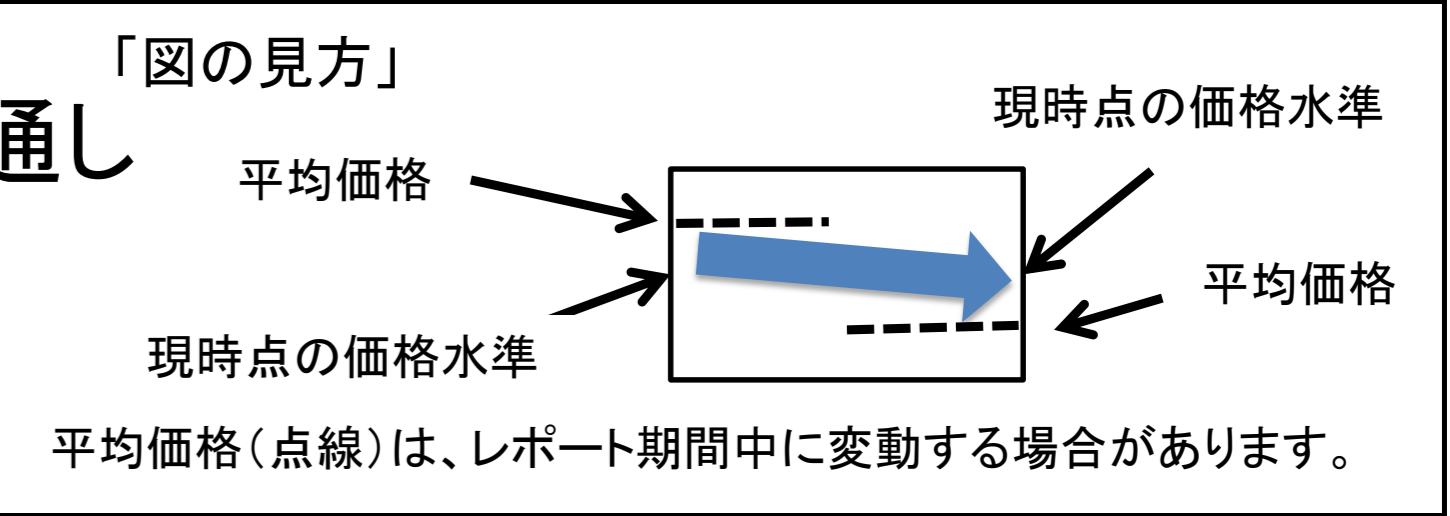 「図の見方」
通し
現時点の価格水準
平均価格
平均価格
現時点の価格水準
平均価格（点線）は、レポート期間中に変動する場合があります。